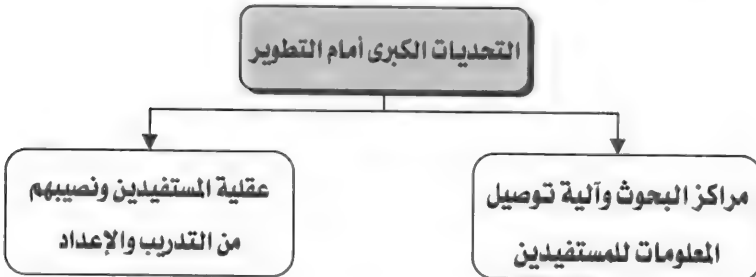 التحديات الكبرى أمام التطوير
مراكز البحوث وآلية توصيل
المعلومات للمستفيدين
عقلية المستفيدين ونصيبهم
من التدريب والإعداد